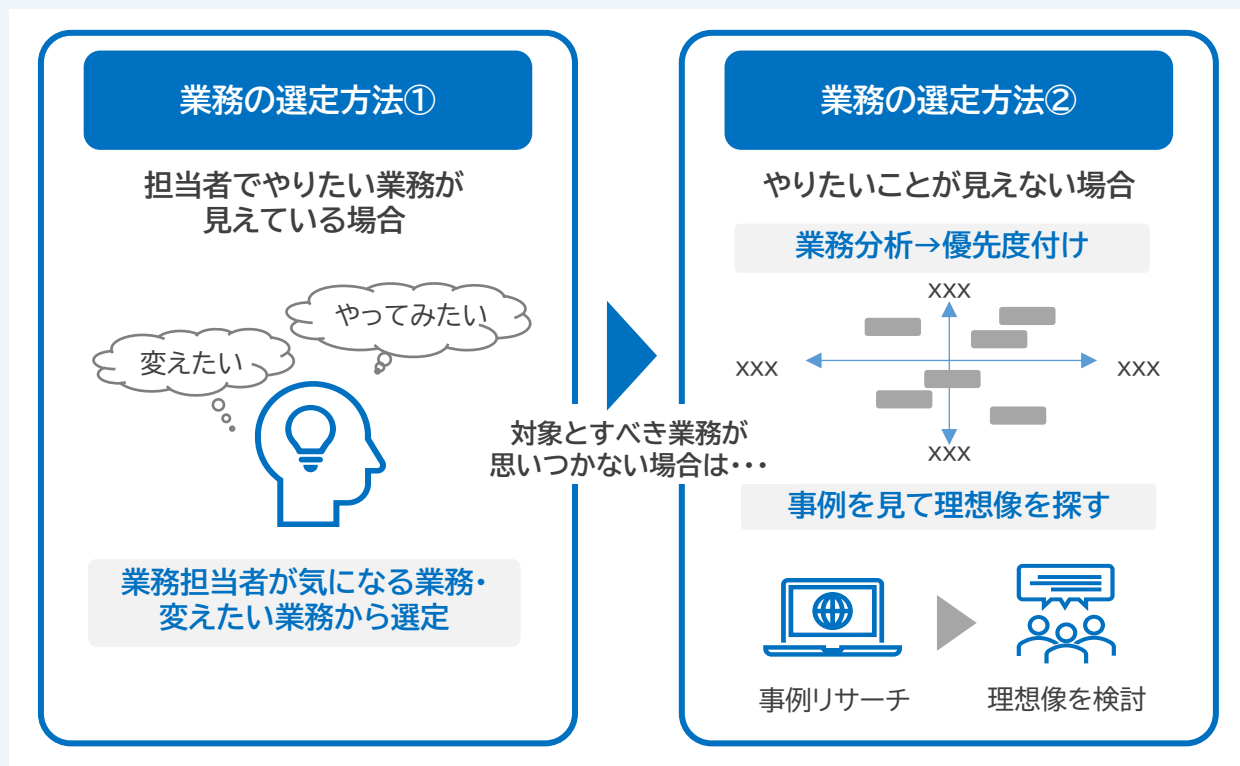 業務の選定方法①
担当者でやりたい業務が
見えている場合
やってみたい
変えたい
業務担当者が気になる業務・
変えたい業務から選定
対象とすべき業務が
思いつかない場合は・・・
業務の選定方法②
やりたいことが見えない場合
業務分析→優先度付け
xxx
xxx
xxx
xxx
事例を見て理想像を探す
事例リサーチ
理想像を検討